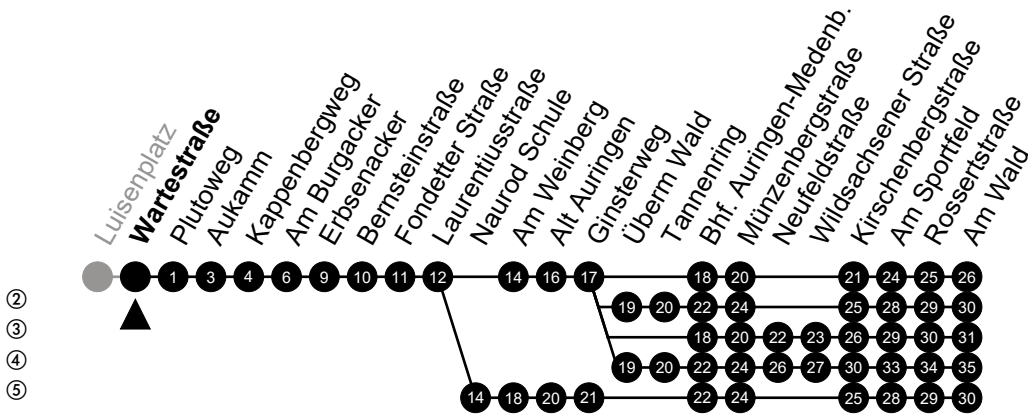 Luisenplatz
Wartestraße
Plutoweg
Aukamm
Kappenbergweg
Am Burgacker
Erbsenacker
Bernsteinstraße
Fondetter Straße
Laurentiusstraße
Naurod Schule
Am Weinberg
Alt Auringen
Ginsterweg
Überm Wald
Tannenring
Bhf. Auringen-Medenb.
Münzenbergstraße
Neufeldstraße
Wildsachsener Straße
Kirschenbergstraße
Am Sportfeld
Rossertstraße
Am Wald
1 3 4 6 9 10 11 12 14 16 17 18 20 21 24 25 26
② 19 20 22 24 25 28 29 30
③ 18 20 22 23 26 29 30 31
④ 19 20 22 24 26 27 30 33 34 35
⑤ 14 18 20 21 22 24 25 28 29 30